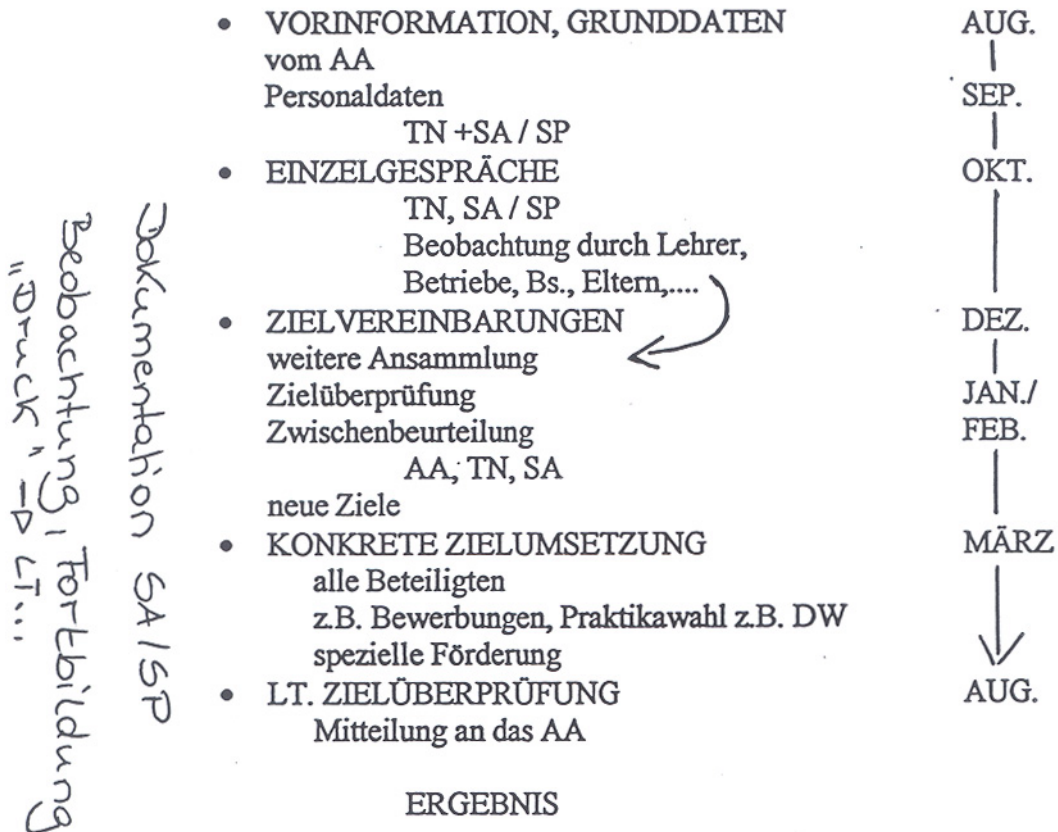 • VORINFORMATION, GRUNDDATEN AUG.
vom AA
Personaldaten SEP.
TN +SA / SP
• EINZELGESPRÄCHE OKT.
TN, SA / SP
Beobachtung durch Lehrer,
Betriebe, Bs., Eltern,....
• ZIELVEREINBARUNGEN DEZ.
weitere Ansammlung
Zielüberprüfung JAN./
Zwischenbeurteilung FEB.
AA, TN, SA
neue Ziele
• KONKRETE ZIELUMSETZUNG MÄRZ
alle Beteiligten
z.B. Bewerbungen, Praktikawahl z.B. DW
spezielle Förderung
• LT. ZIELÜBERPRÜFUNG AUG.
Mitteilung an das AA
ERGEBNIS
Dokumentation SA / SP
Beobachtung, Fortbildung
"Druck" → LT...